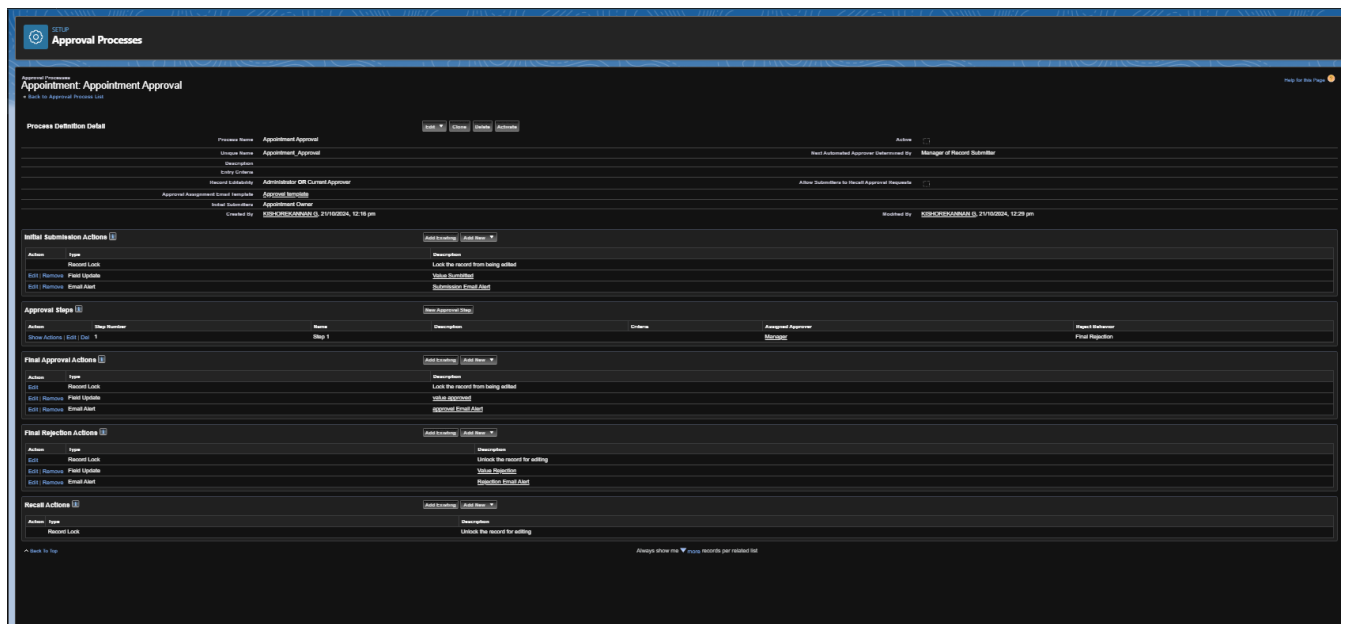 SETUP
Approval Processes
Approval Processes
Appointment: Appointment Approval
Help for this Page
« Back to Approval Process List
Process Definition Detail Edit Clone Delete Activate
Process Name Appointment Approval Active
Unique Name Appointment_Approval Next Automated Approver Determined By Manager of Record Submitter
Description
Entry Criteria
Record Editability Administrator OR Current Approver Allow Submitters to Recall Approval Requests
Approval Assignment Email Template Approval template
Initial Submitters Appointment Owner
Created By KISHOREKANNAN G, 21/10/2024, 12:16 pm Modified By KISHOREKANNAN G, 21/10/2024, 12:29 pm
Initial Submission Actions Add Existing Add New
Action Type Description
Record Lock Lock the record from being edited
Edit | Remove Field Update Value Sumbitted
Edit | Remove Email Alert Submission Email Alert
Approval Steps New Approval Step
Action Step Number Name Description Criteria Assigned Approver Reject Behavior
Show Actions | Edit | Del 1 Step 1 Manager Final Rejection
Final Approval Actions Add Existing Add New
Action Type Description
Edit Record Lock Lock the record from being edited
Edit | Remove Field Update value approved
Edit | Remove Email Alert approval Email Alert
Final Rejection Actions Add Existing Add New
Action Type Description
Edit Record Lock Unlock the record for editing
Edit | Remove Field Update Value Rejection
Edit | Remove Email Alert Rejection Email Alert
Recall Actions Add Existing Add New
Action Type Description
Record Lock Unlock the record for editing
^ Back To Top Always show me more records per related list